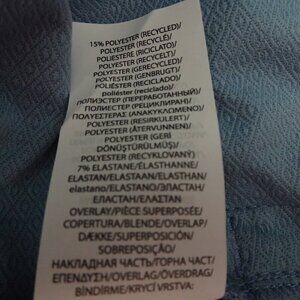 15% POLYESTER (RECYCLED)/
POLYESTER (RECYCLÉ)/
POLIESTERE (RICICLATO)/
POLYESTER (RECYCELT)/
POLYESTER (GERECYCLED)/
POLYESTER (GENBRUGT)/
POLIÉSTER (RECICLADO)/
poliéster (reciclado)/
ПОЛИЭСТЕР (ПЕРЕРАБОТАННЫЙ)/
ПОЛИЕСТЕР (РЕЦИКЛИРАН)/
ΠΟΛΥΕΣΤΕΡΑΣ (ΑΝΑΚΥΚΛΩΜΕΝΟΣ)/
POLYESTER (RESIRKULERT)/
POLYESTER (ÅTERVUNNEN)/
POLYESTER (GERİ
DÖNÜŞTÜRÜLMÜŞ)/
POLYESTER (RECYKLOVANÝ)
7% ELASTANE/ÉLASTHANNE/
ELASTAN/ELASTAAN/ELASTHAN/
elastano/ELASTANO/ЭЛАСТАН/
ЕЛАСТАН/ΕΛΑΣΤΑΝ
OVERLAY/PIÈCE SUPERPOSÉE/
COPERTURA/BLENDE/OVERLAP/
DÆKKE/SUPERPOSICIÓN/
SOBREPOSIÇÃO/
НАКЛАДНАЯ ЧАСТЬ/ГОРНА ЧАСТ/
ΕΠΕΝΔΥΣΗ/OVERLAG/ÖVERDRAG/
BİNDİRME/KRYCÍ VRSTVA: